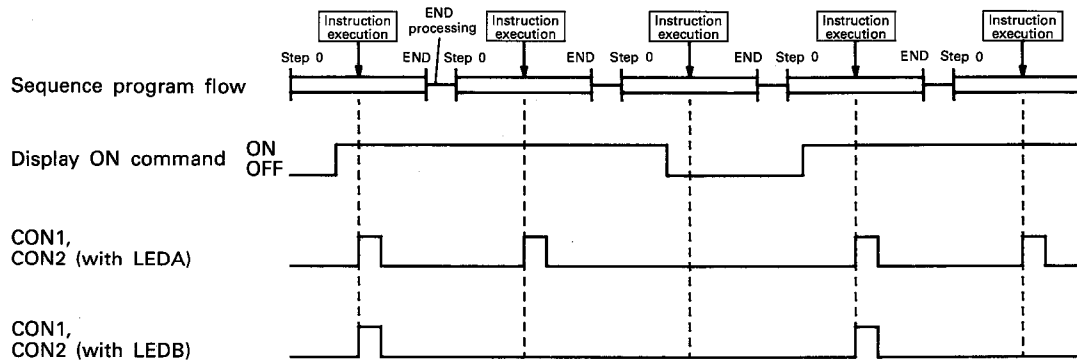 Instruction execution
END processing
Instruction execution
Instruction execution
Instruction execution
Instruction execution
Step 0
END
Step 0
END
Step 0
END
Step 0
END
Step 0
Sequence program flow
Display ON command
ON
OFF
CON1,
CON2 (with LEDA)
CON1,
CON2 (with LEDB)